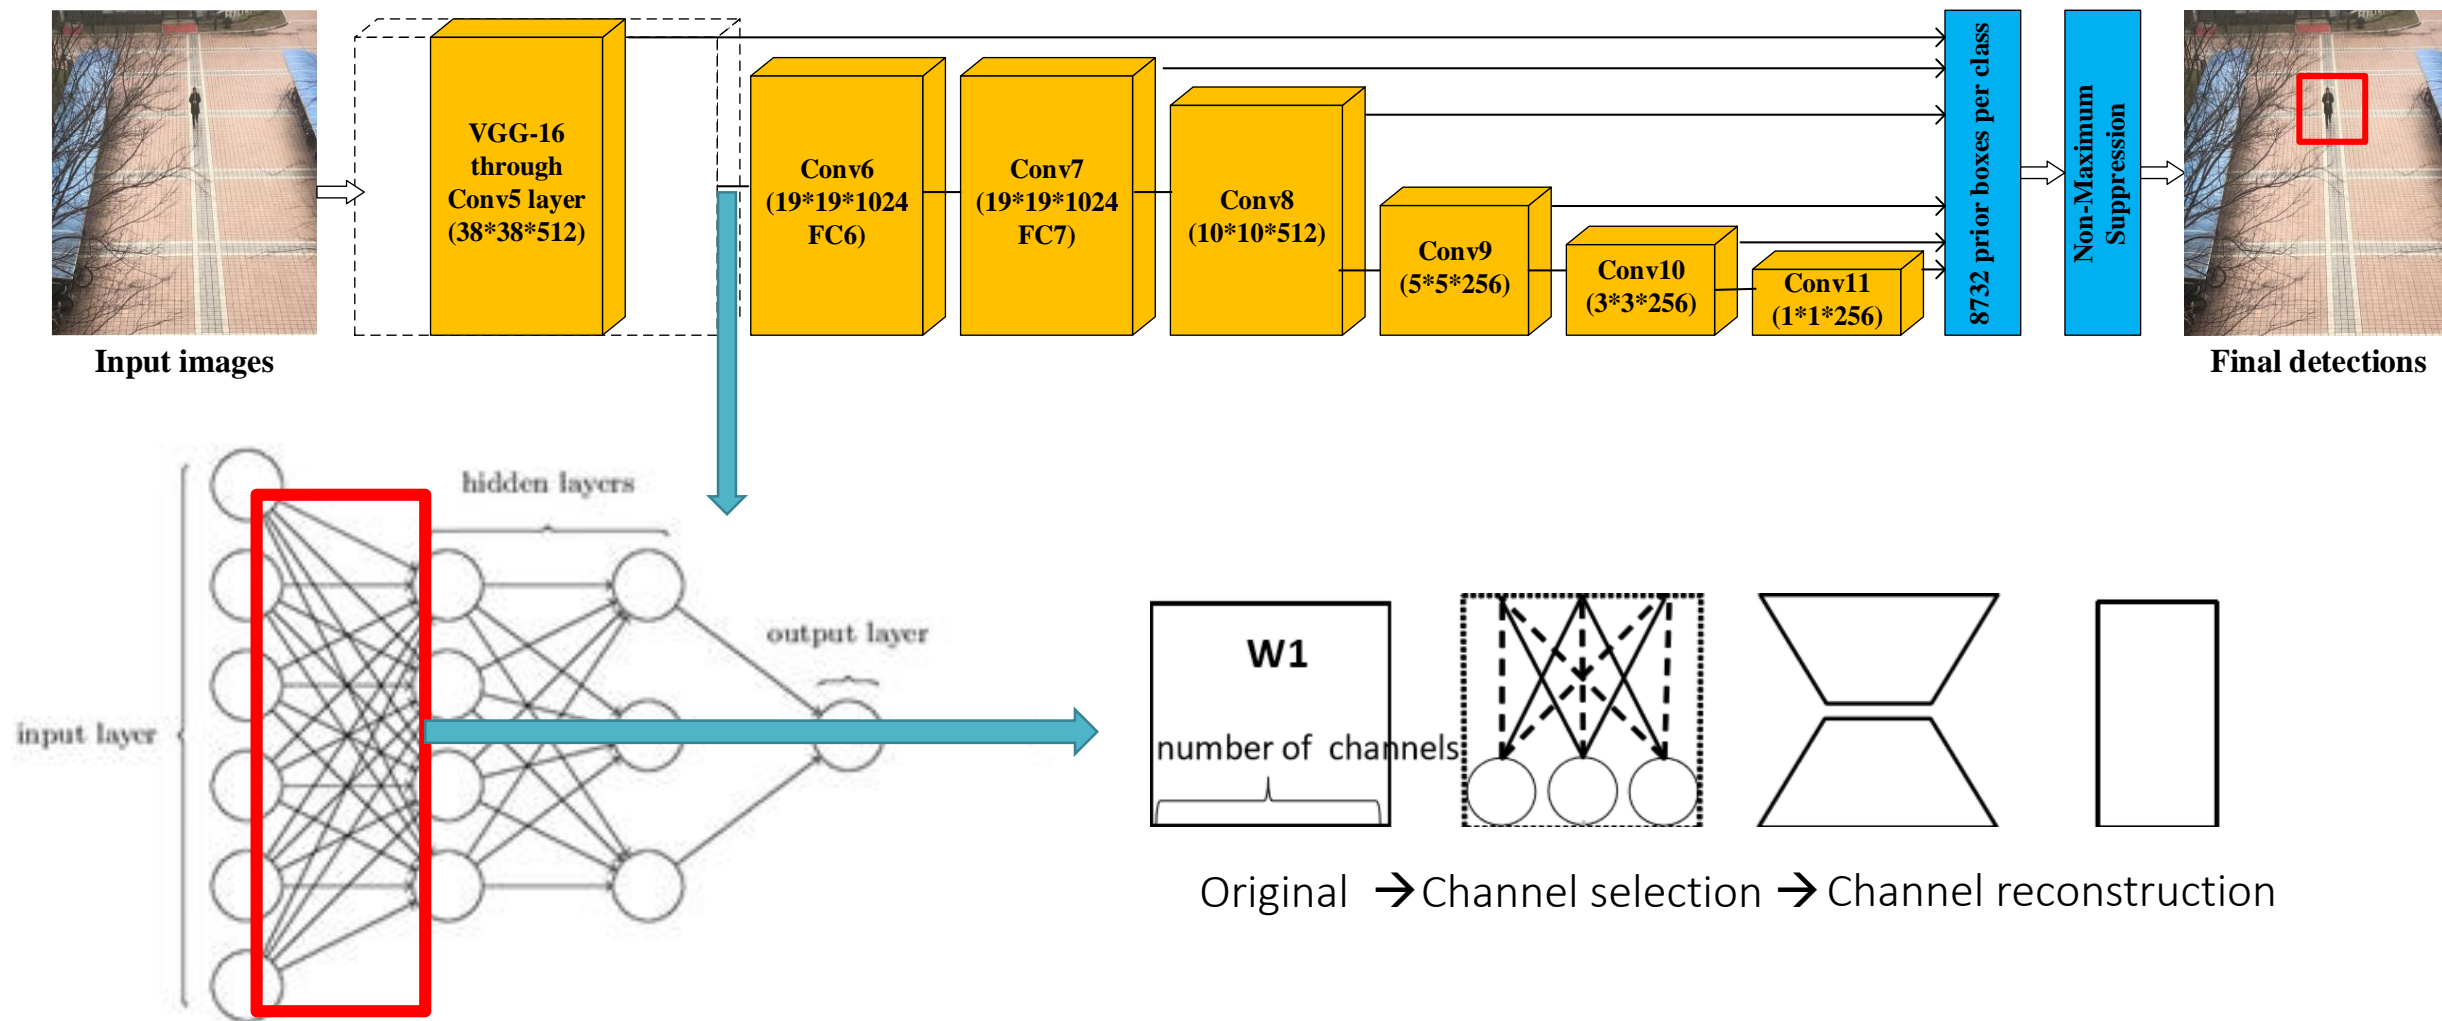 VGG-16
through
Conv5 layer
(38*38*512)
Conv6
(19*19*1024
FC6)
Conv7
(19*19*1024
FC7)
Conv8
(10*10*512)
Conv9
(5*5*256)
Conv10
(3*3*256)
Conv11
(1*1*256)
8732 prior boxes per class
Non-Maximum
Suppression
Input images
Final detections
hidden layers
output layer
input layer
W1
number of channels
Original → Channel selection → Channel reconstruction